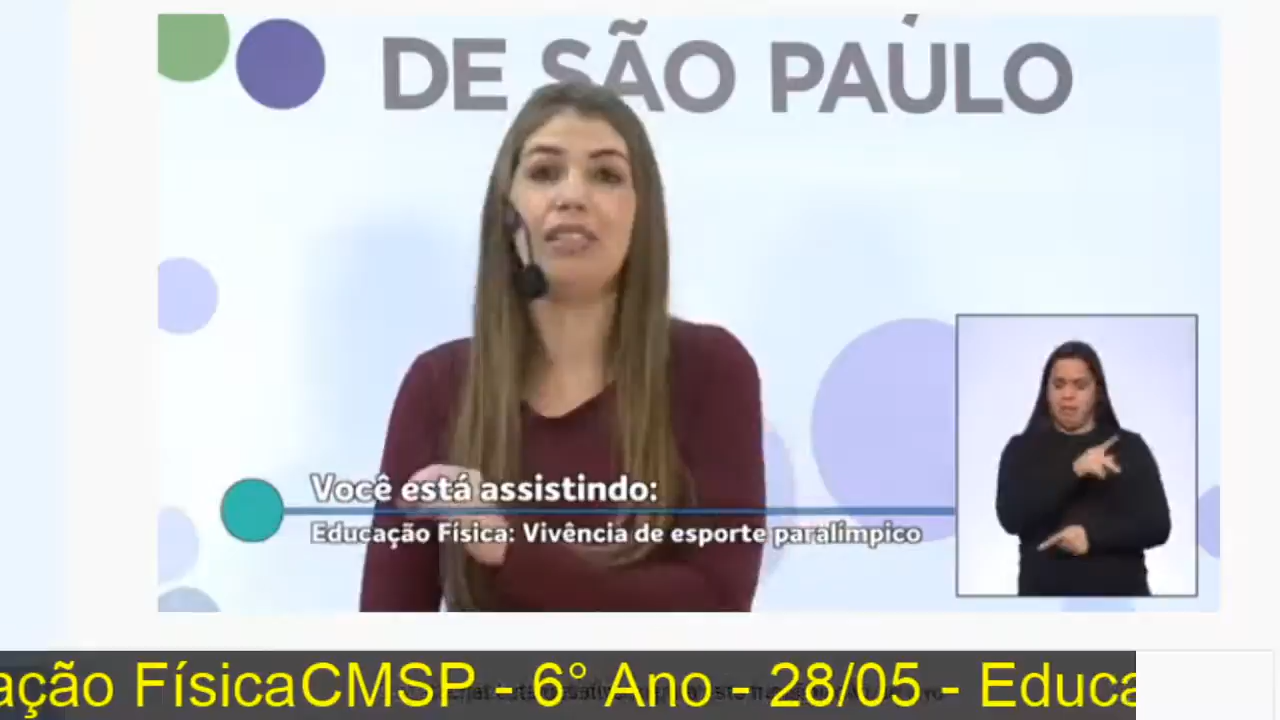 DE SÃO PAULO
Você está assistindo:
Educação Física: Vivência de esporte paralímpico
ação FísicaCMSP - 6° Ano - 28/05 - Educa